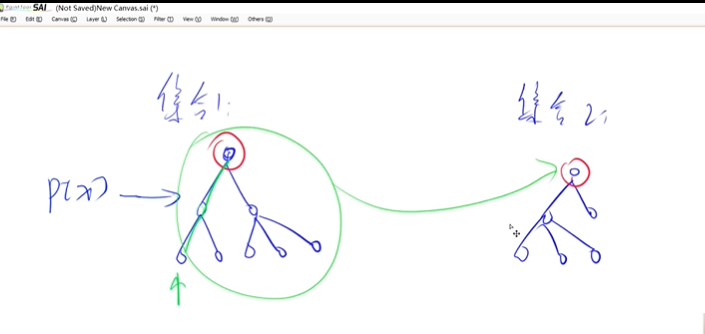 PaintTool SAI (Not Saved)New Canvas.sai (*)
File (F) Edit (E) Canvas (C) Layer (L) Selection (S) Filter (T) View (V) Window (W) Others (O)
集合1:
集合2:
P(x)